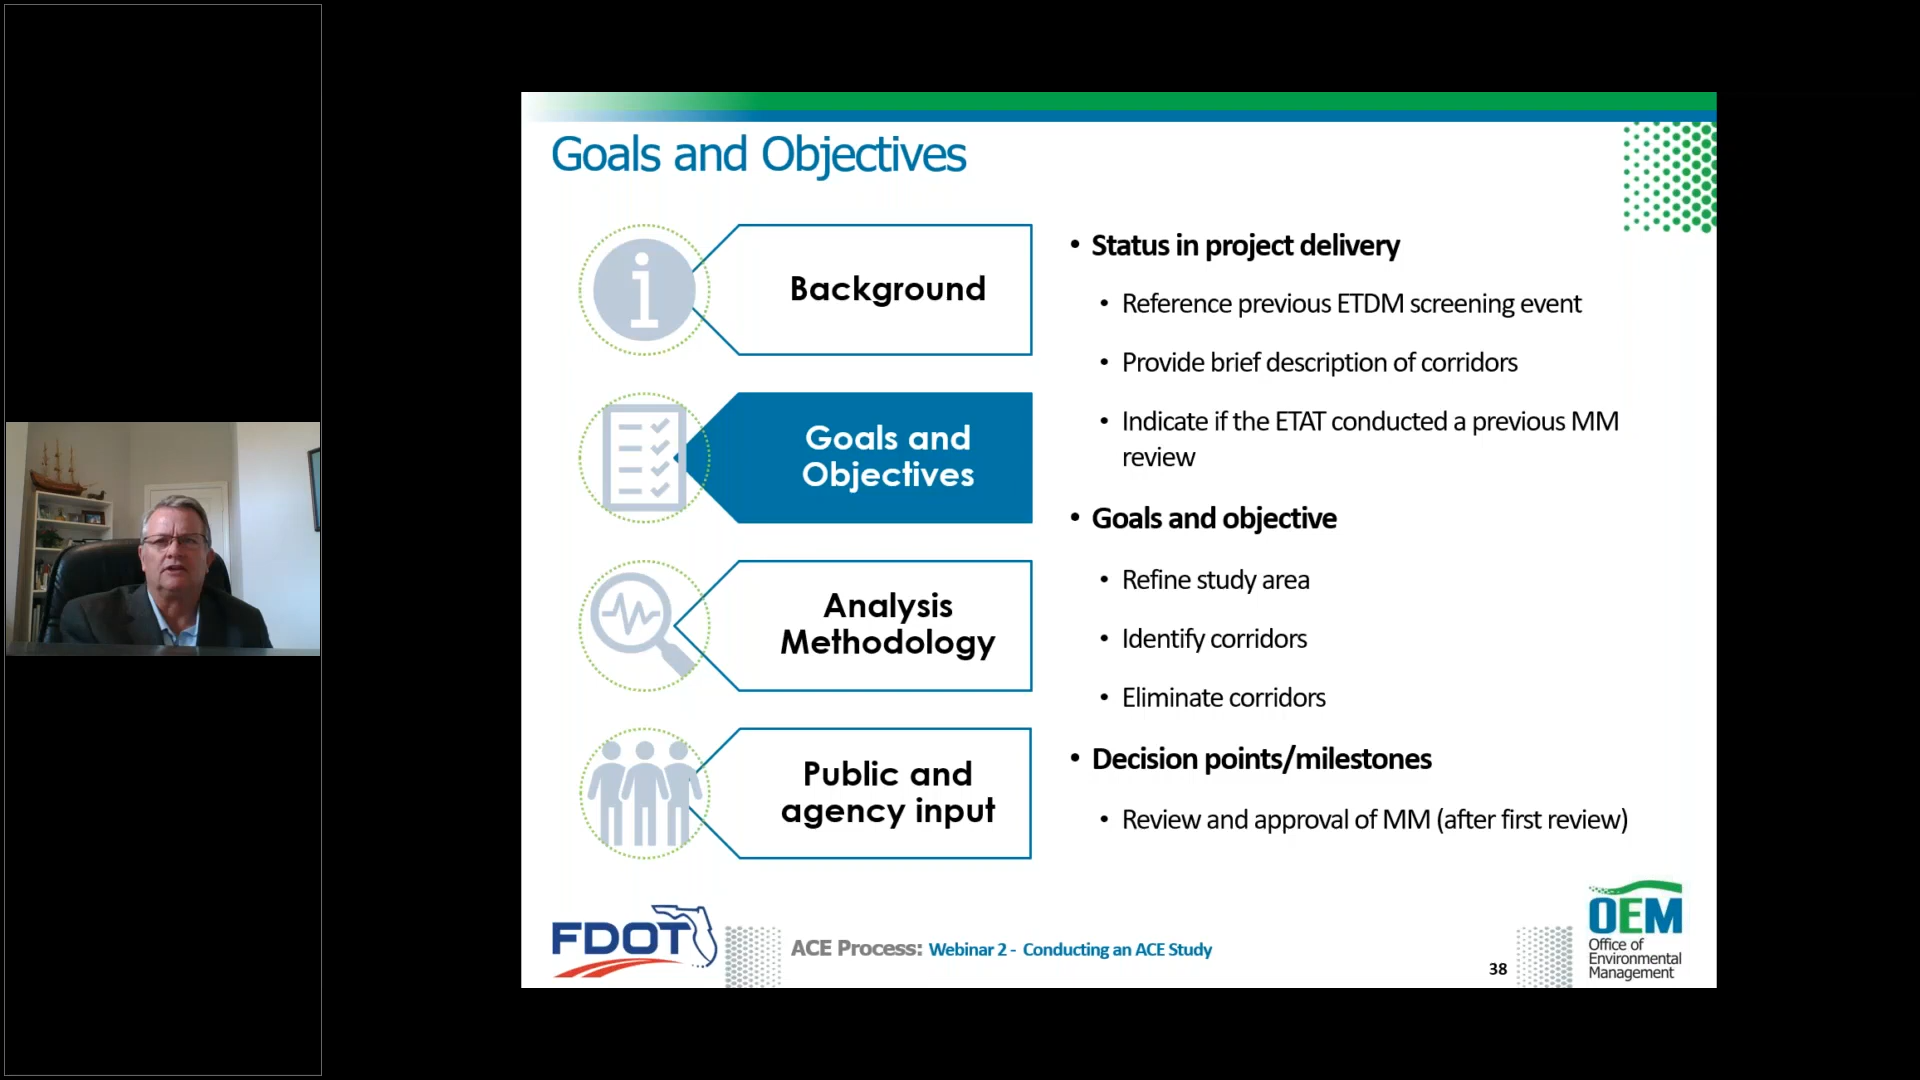 Goals and Objectives
Background
Goals and
Objectives
Analysis
Methodology
Public and
agency input
• Status in project delivery
• Reference previous ETDM screening event
• Provide brief description of corridors
• Indicate if the ETAT conducted a previous MM
review
• Goals and objective
• Refine study area
• Identify corridors
• Eliminate corridors
• Decision points/milestones
• Review and approval of MM (after first review)
FDOT
ACE Process: Webinar 2 - Conducting an ACE Study
38
OEM
Office of
Environmental
Management